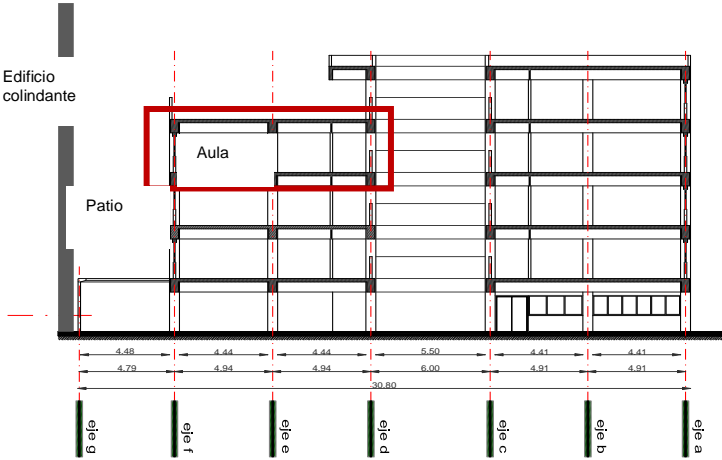 Edificio
colindante
Aula
Patio
4.48 4.44 4.44 5.50 4.41 4.41
4.79 4.94 4.94 6.00 4.91 4.91
30.80
eje g eje f eje e eje d eje c eje b eje a